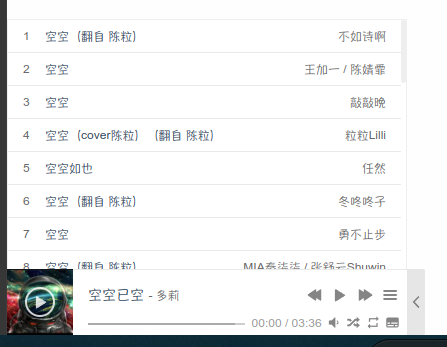 1 空空（翻自 陈粒） 不如诗啊
2 空空 王加一 / 陈婧霏
3 空空 敲敲晚
4 空空（cover陈粒）（翻自 陈粒） 粒粒Lilli
5 空空如也 任然
6 空空（翻自 陈粒） 冬咚咚孑
7 空空 勇不止步
8 空空（翻自 陈粒） MIA秦柒柒 / 张舒云Shuwin
空空已空 - 多莉
00:00 / 03:36